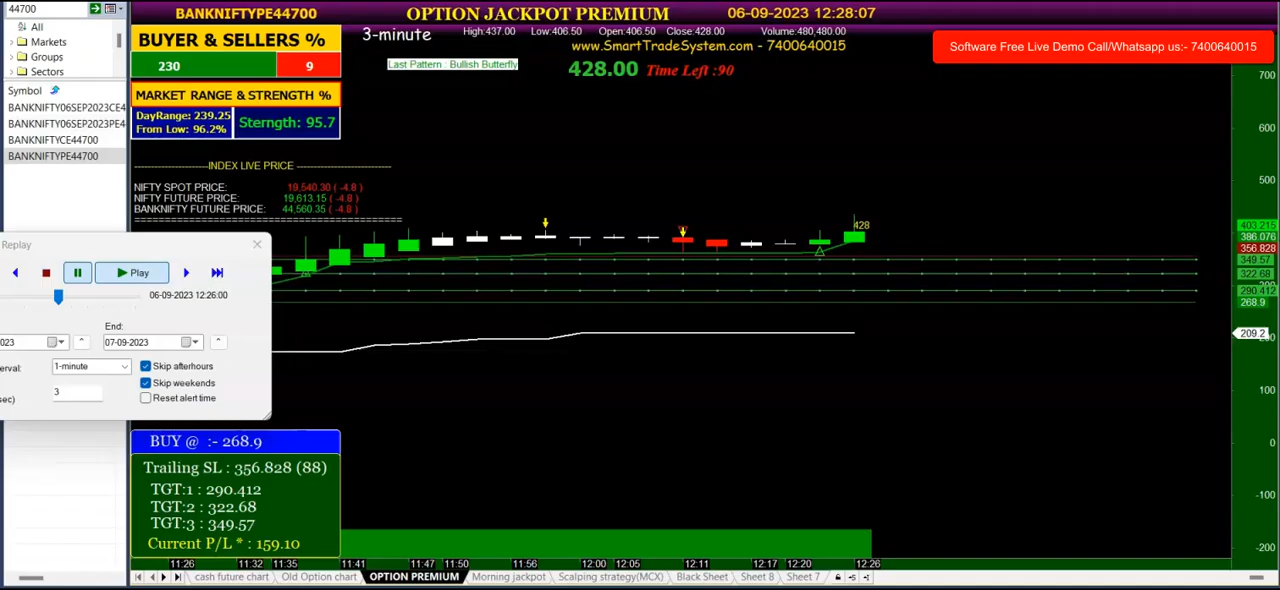 44700
All
Markets
Groups
Sectors
Symbol
BANKNIFTY06SEP2023CE4
BANKNIFTY06SEP2023PE4
BANKNIFTYCE44700
BANKNIFTYPE44700
BANKNIFTYPE44700
OPTION JACKPOT PREMIUM
06-09-2023 12:28:07
3-minute
High:437.00 Low:406.50 Open:406.50 Close:428.00 Volume:480,480.00
www.SmartTradeSystem.com - 7400640015
Last Pattern : Bullish Butterfly
428.00 Time Left :90
Software Free Live Demo Call/Whatsapp us:- 7400640015
BUYER & SELLERS %
230 9
MARKET RANGE & STRENGTH %
DayRange: 239.25
From Low: 96.2%
Sterngth: 95.7
INDEX LIVE PRICE
NIFTY SPOT PRICE: 19,540.30 ( -4.8 )
NIFTY FUTURE PRICE: 19,613.15 ( -4.8 )
BANKNIFTY FUTURE PRICE: 44,560.35 ( -4.8 )
428
700
600
500
403.215
386.076
356.828
349.57
322.68
290.412
268.9
209.2
100
0
-100
-200
Replay
Play
06-09-2023 12:26:00
End:
023
07-09-2023
erval:
1-minute
Skip afterhours
Skip weekends
sec)
3
Reset alert time
BUY @ :- 268.9
Trailing SL : 356.828 (88)
TGT:1 : 290.412
TGT:2 : 322.68
TGT:3 : 349.57
Current P/L * : 159.10
11:26 11:32 11:35 11:41 11:47 11:50 11:56 12:00 12:05 12:11 12:17 12:20 12:26
cash future chart
Old Option chart
OPTION PREMIUM
Morning jackpot
Scalping strategy(MCX)
Black Sheet
Sheet 8
Sheet 7